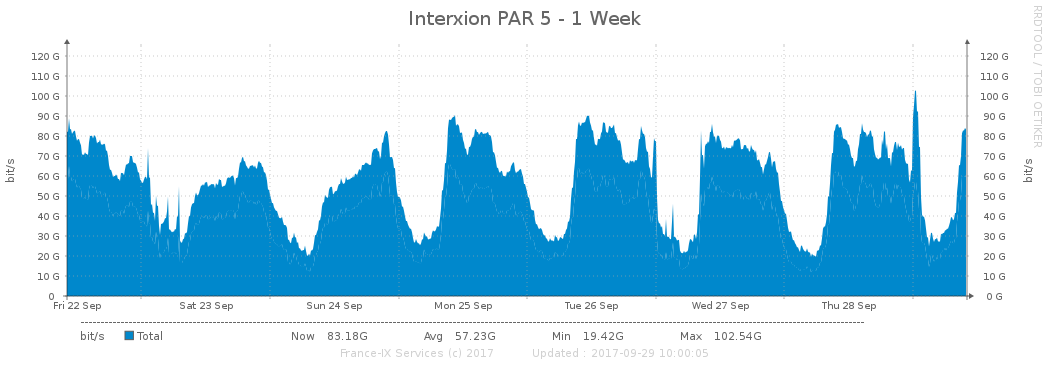 Interxion PAR 5 - 1 Week
RRDTOOL / TOBI OETIKER
bit/s
120 G 120 G
110 G 110 G
100 G 100 G
90 G 90 G
80 G 80 G
70 G 70 G
60 G 60 G
50 G 50 G
40 G 40 G
30 G 30 G
20 G 20 G
10 G 10 G
0 0 G
bit/s
Fri 22 Sep Sat 23 Sep Sun 24 Sep Mon 25 Sep Tue 26 Sep Wed 27 Sep Thu 28 Sep
bit/s Total Now 83.18G Avg 57.23G Min 19.42G Max 102.54G
France-IX Services (c) 2017 Updated : 2017-09-29 10:00:05